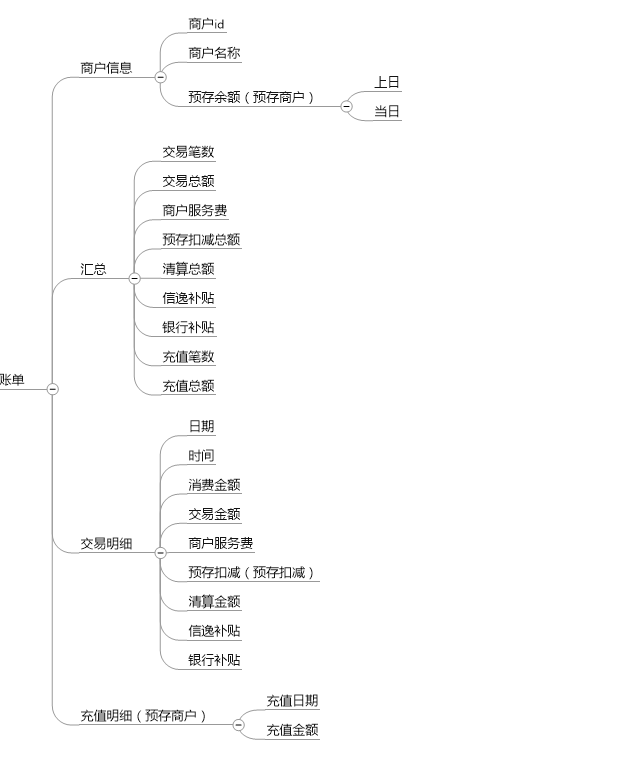 账单
商户信息
商户id
商户名称
预存余额（预存商户）
上日
当日
汇总
交易笔数
交易总额
商户服务费
预存扣减总额
清算总额
信逸补贴
银行补贴
充值笔数
充值总额
交易明细
日期
时间
消费金额
交易金额
商户服务费
预存扣减（预存扣减）
清算金额
信逸补贴
银行补贴
充值明细（预存商户）
充值日期
充值金额